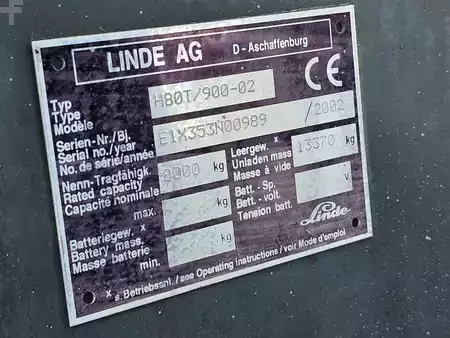 LINDE AG D-Aschaffenburg
CE
Typ
Type
Modèle
H80T/900-02
Serien-Nr./Bj.
Serial no./year
No. de série/année
E1X353N00989 /2002
Nenn-Tragfähigk.
Rated capacity
Capacité nominale
8000 kg
Leergew. x
Unladen mass
Masse à vide
13370 kg
Batteriegew. x
Battery mass
Masse batterie
max. kg
min. kg
Batt.-Sp.
Batt.-volt.
Tension batt.
V
Linde
x s. Betriebsanl./see Operating Instructions/voir Mode d'emploi